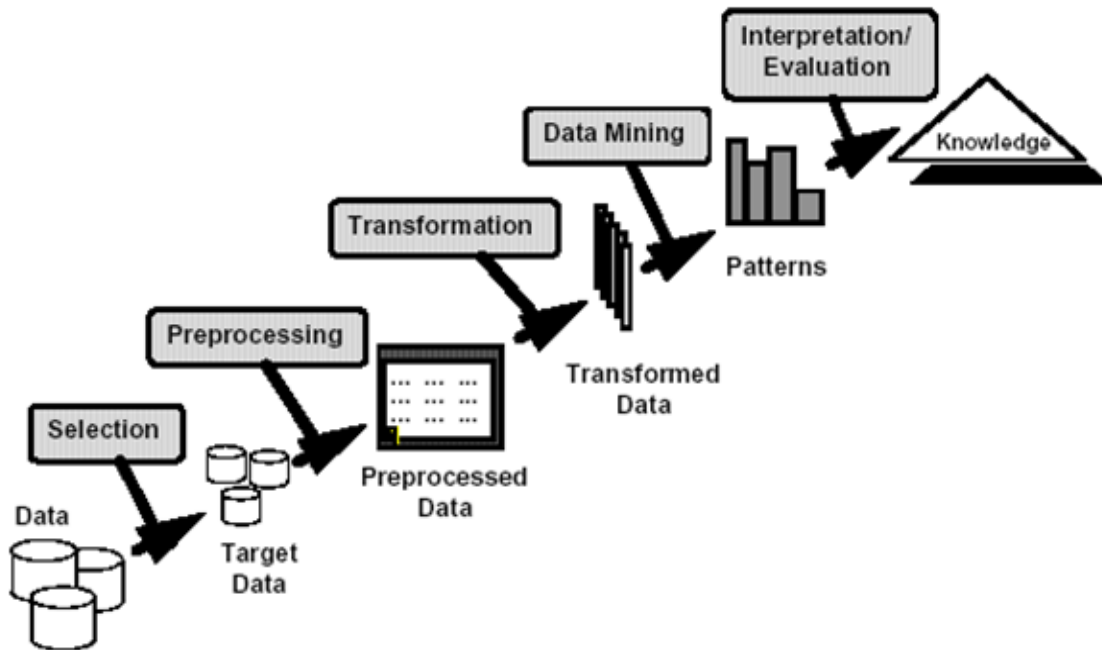 Interpretation/
Evaluation
Data Mining
Knowledge
Transformation
Patterns
Preprocessing
Transformed
Data
Selection
Preprocessed
Data
Data
Target
Data